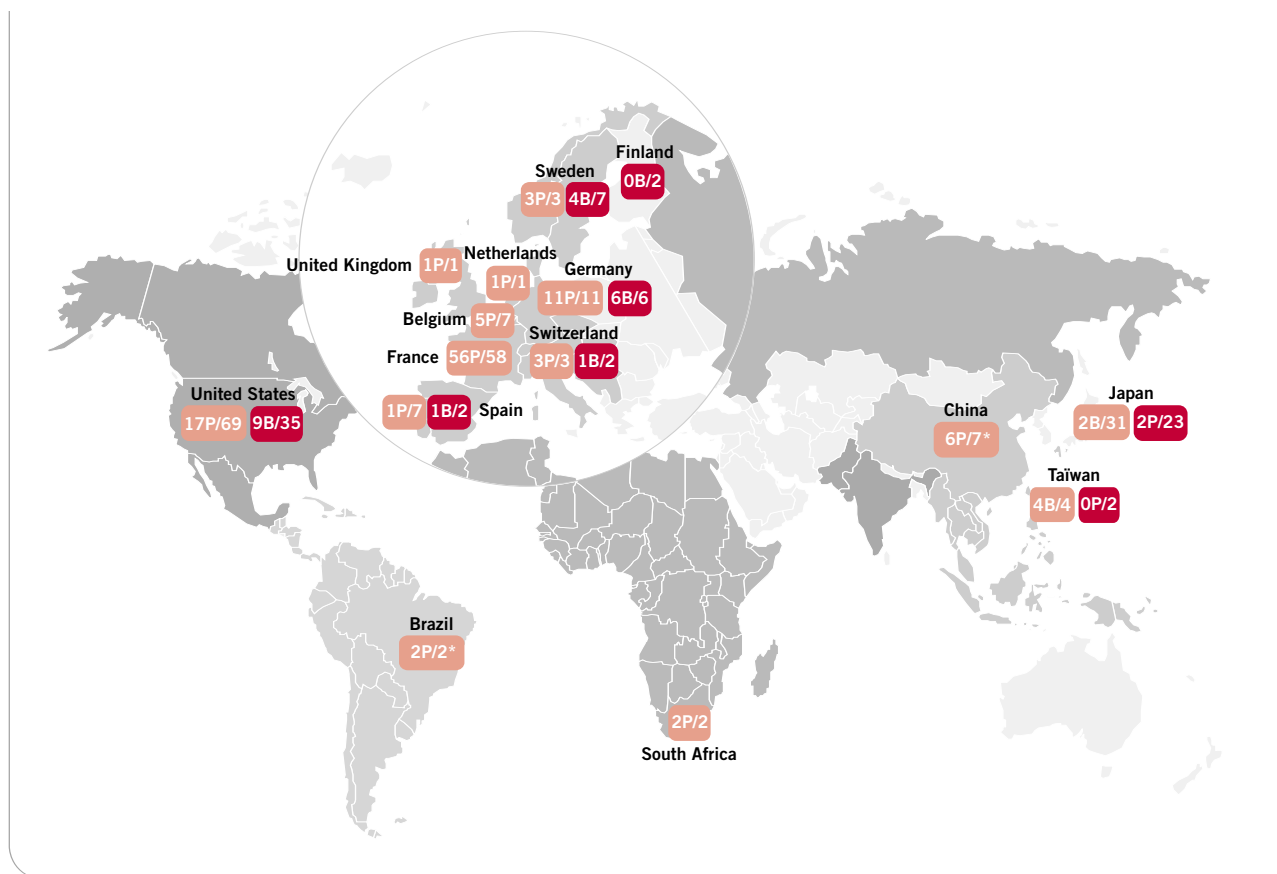 Finland
0B/2
Sweden
3P/3 4B/7
Netherlands
1P/1
United Kingdom 1P/1
Germany
11P/11 6B/6
Belgium 5P/7
Switzerland
3P/3 1B/2
France 56P/58
United States
17P/69 9B/35
1P/7 1B/2 Spain
Japan
2B/31 2P/23
China
6P/7*
Taïwan
4B/4 0P/2
Brazil
2P/2*
2P/2
South Africa